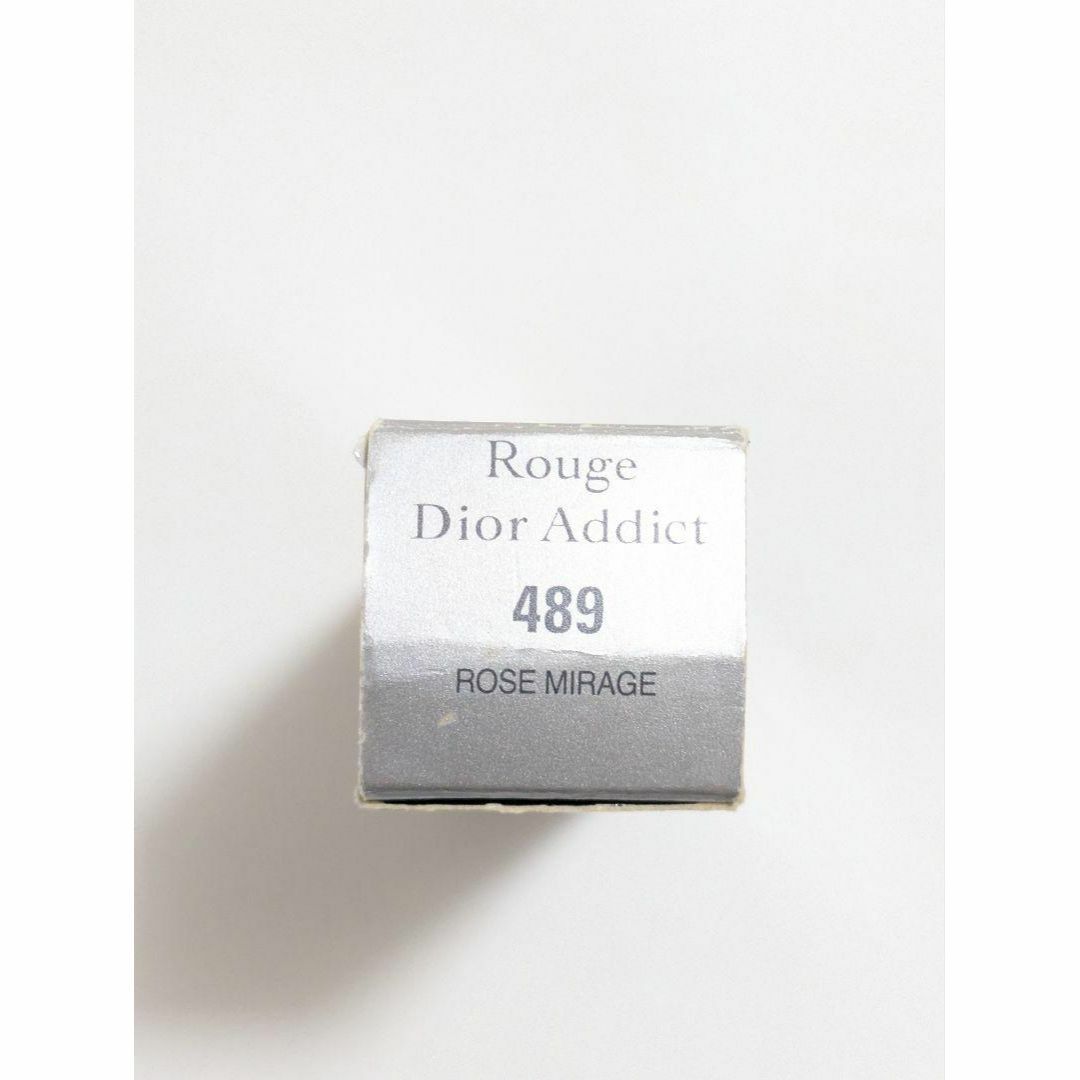 Rouge
Dior Addict
489
ROSE MIRAGE